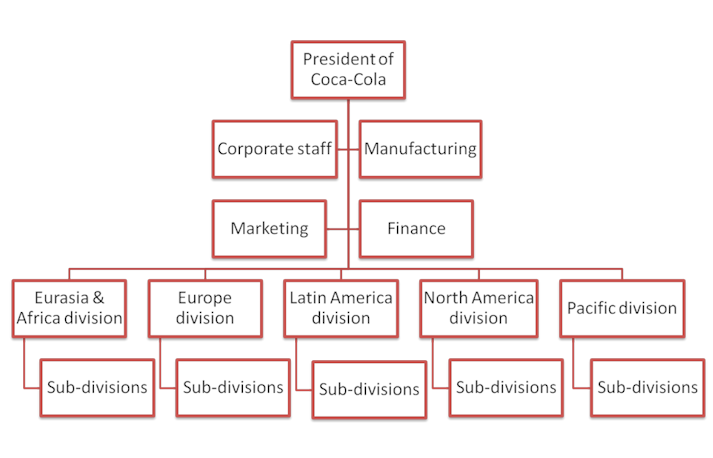 President of
Coca-Cola
Corporate staff
Manufacturing
Marketing
Finance
Eurasia &
Africa division
Europe
division
Latin America
division
North America
division
Pacific division
Sub-divisions
Sub-divisions
Sub-divisions
Sub-divisions
Sub-divisions